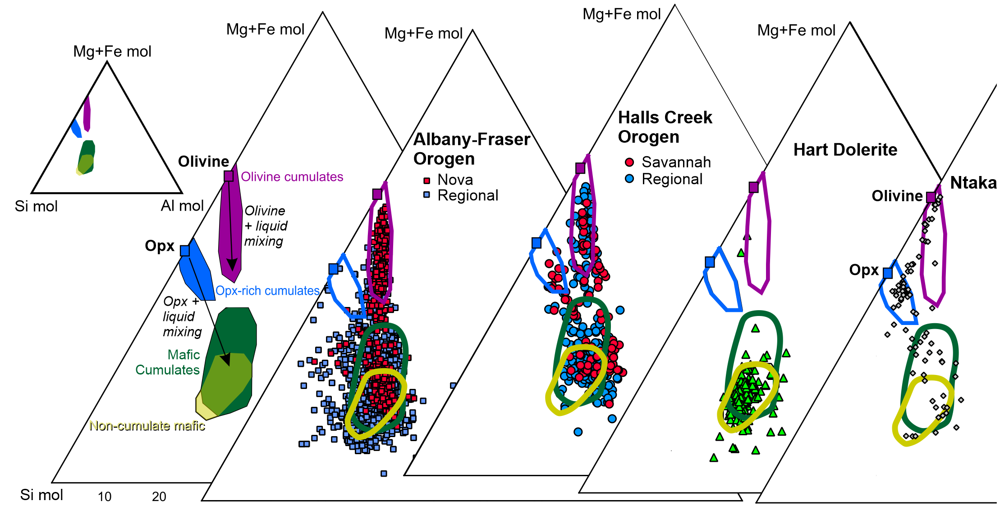 Mg+Fe mol
Si mol
Al mol
Mg+Fe mol
Olivine
Olivine cumulates
Olivine
+ liquid
mixing
Opx
Opx-rich cumulates
Opx +
liquid
mixing
Mafic
Cumulates
Non-cumulate mafic
Si mol
10
20
Mg+Fe mol
Albany-Fraser
Orogen
Nova
Regional
Mg+Fe mol
Halls Creek
Orogen
Savannah
Regional
Mg+Fe mol
Hart Dolerite
Olivine
Opx
Ntaka